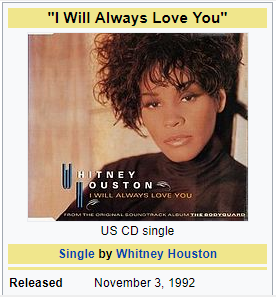 "I Will Always Love You"
WHITNEY
HOUSTON
I WILL ALWAYS LOVE YOU
FROM THE ORIGINAL SOUNDTRACK ALBUM THE BODYGUARD
US CD single
Single by Whitney Houston
Released November 3, 1992